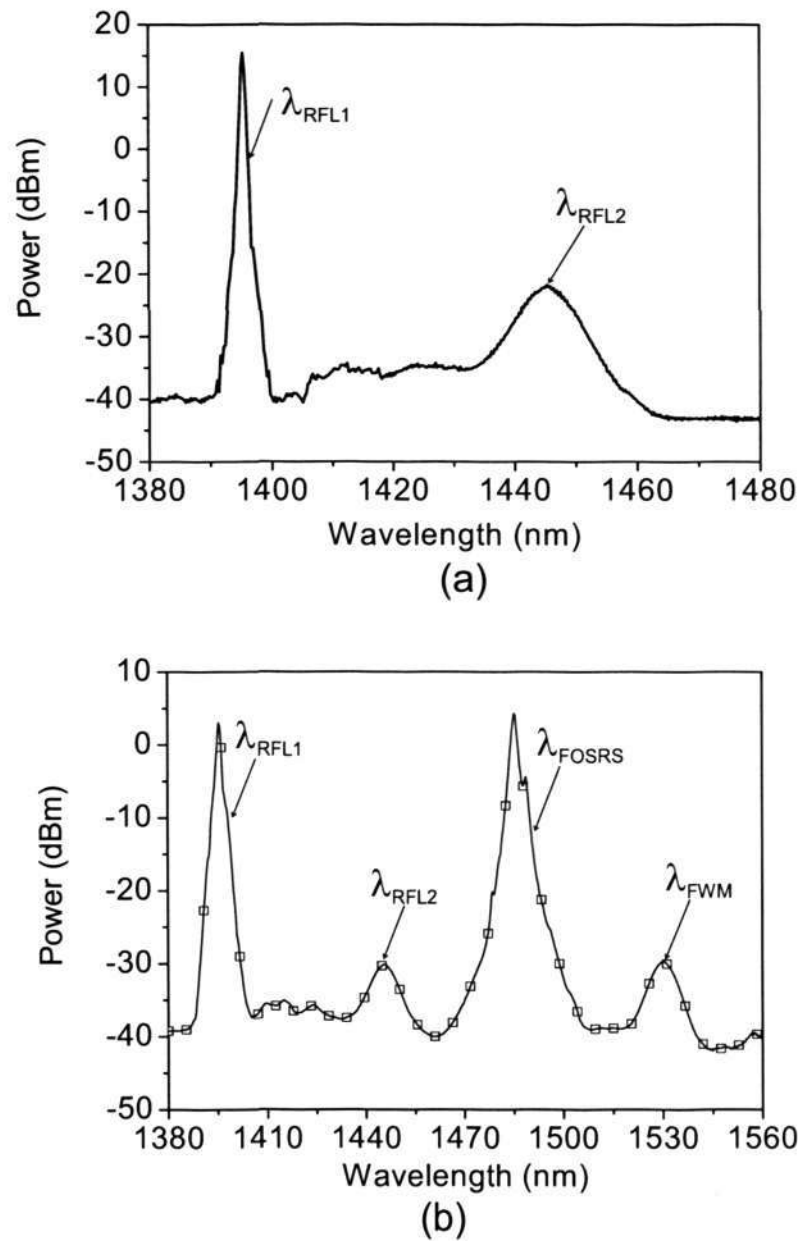 20
10
0
-10
-20
-30
-40
-50
Power (dBm)
λRFL1
λRFL2
1380 1400 1420 1440 1460 1480
Wavelength (nm)
(a)
10
0
-10
-20
-30
-40
-50
Power (dBm)
λRFL1
λRFL2
λFOSRS
λFWM
1380 1410 1440 1470 1500 1530 1560
Wavelength (nm)
(b)